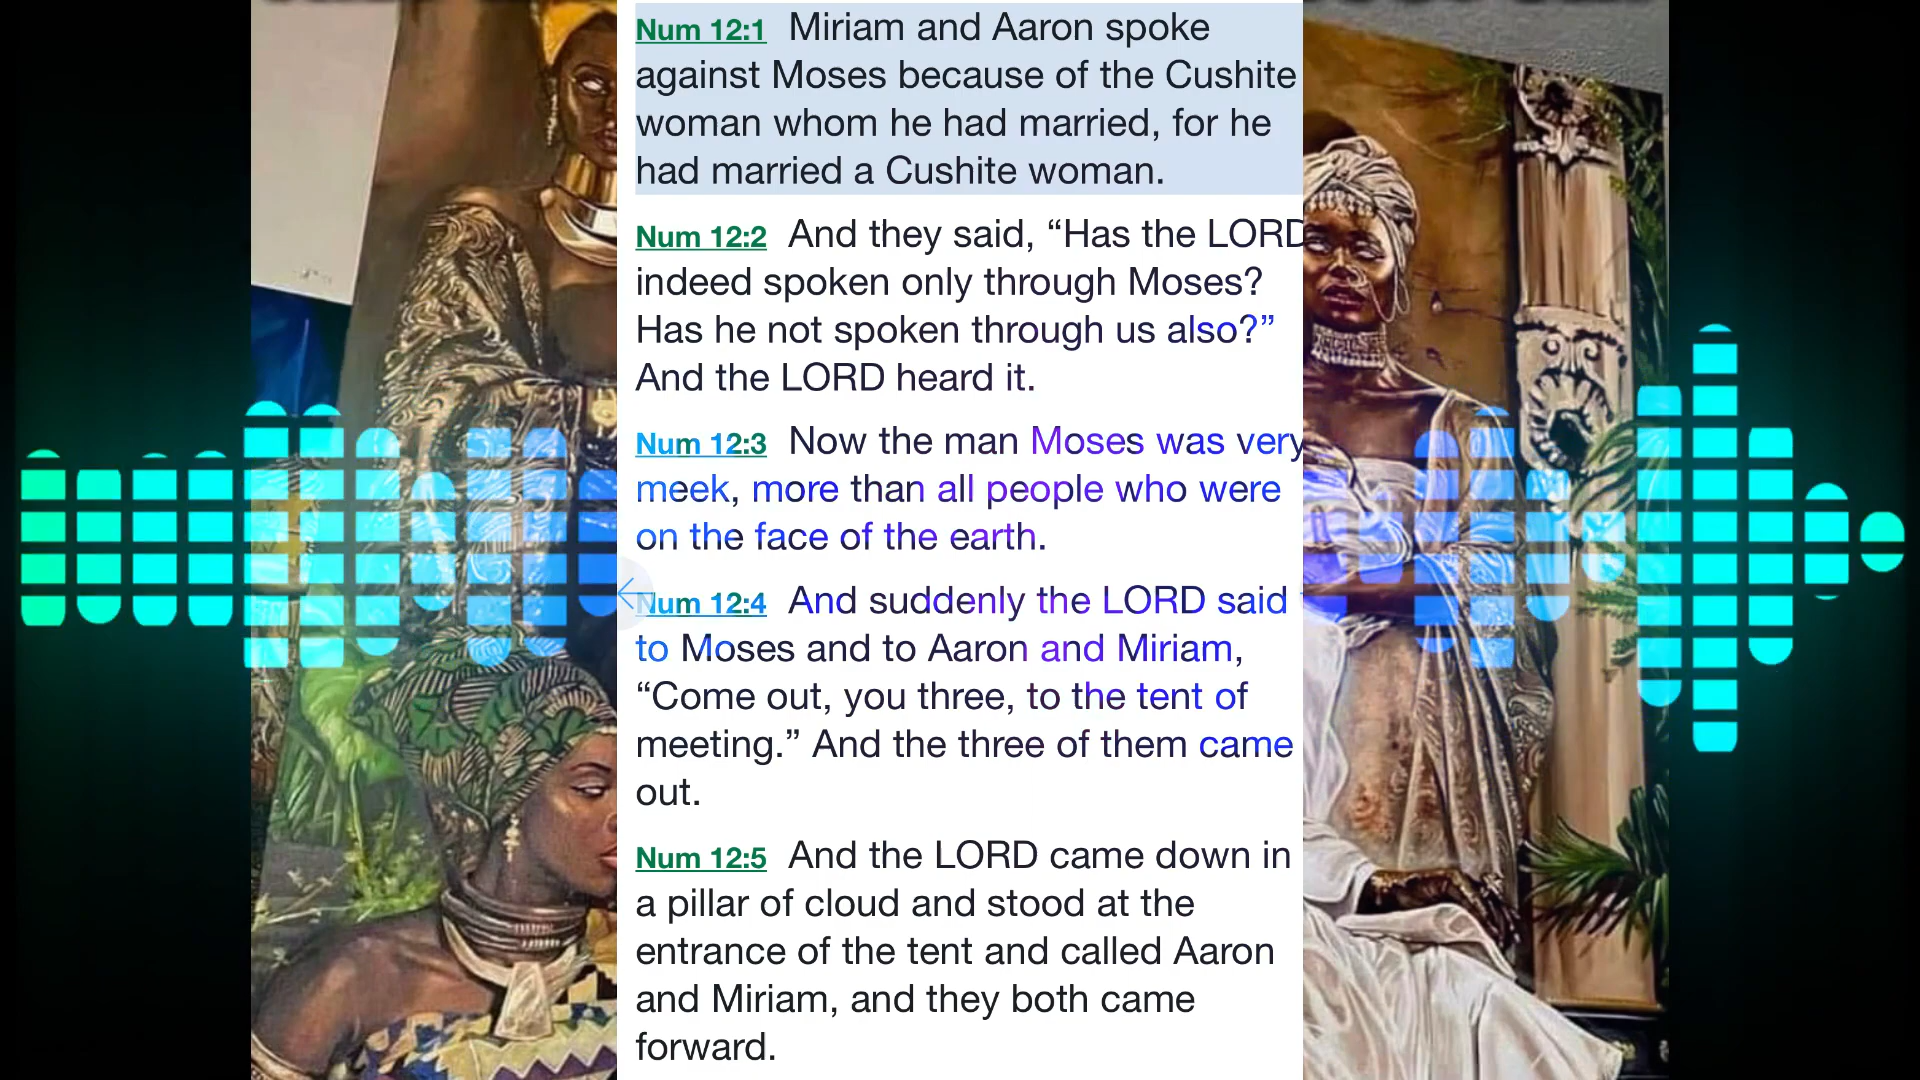 Num 12:1 Miriam and Aaron spoke
against Moses because of the Cushite
woman whom he had married, for he
had married a Cushite woman.
Num 12:2 And they said, “Has the LORD
indeed spoken only through Moses?
Has he not spoken through us also?”
And the LORD heard it.
Num 12:3 Now the man Moses was very
meek, more than all people who were
on the face of the earth.
Num 12:4 And suddenly the LORD said
to Moses and to Aaron and Miriam,
“Come out, you three, to the tent of
meeting.” And the three of them came
out.
Num 12:5 And the LORD came down in
a pillar of cloud and stood at the
entrance of the tent and called Aaron
and Miriam, and they both came
forward.